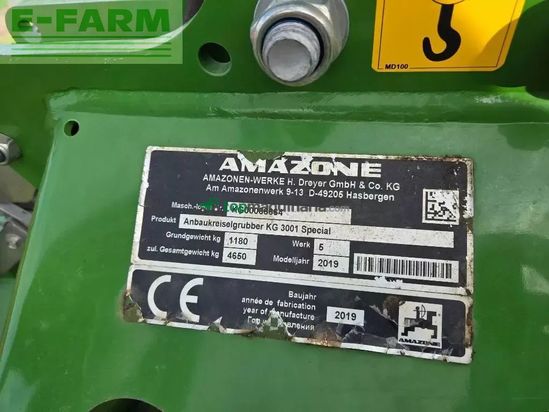 E-FARM
MD100
AMAZONE
AMAZONEN-WERKE H. Dreyer GmbH & Co. KG
Am Amazonenwerk 9-13 D-49205 Hasbergen
Produkt Anbaukreiselgrubber KG 3001 Special
Grundgewicht kg 1180 Werk 5
zul. Gesamtgewicht kg 4650 Modelljahr 2019
CE
Baujahr
année de fabrication
year of manufacture 2019
AMAZONE